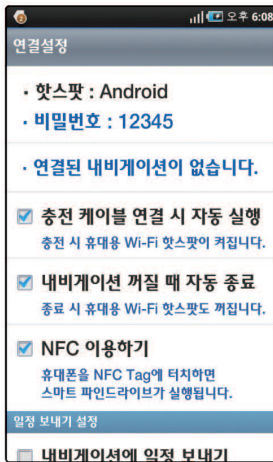 오후 6:08
연결설정
· 핫스팟 : Android
· 비밀번호 : 12345
· 연결된 내비게이션이 없습니다.
충전 케이블 연결 시 자동 실행
충전 시 휴대용 Wi-Fi 핫스팟이 켜집니다.
내비게이션 꺼질 때 자동 종료
종료 시 휴대용 Wi-Fi 핫스팟도 꺼집니다.
NFC 이용하기
휴대폰을 NFC Tag에 터치하면
스마트 파인드라이브가 실행됩니다.
일정 보내기 설정
내비게이션에 일정 보내기